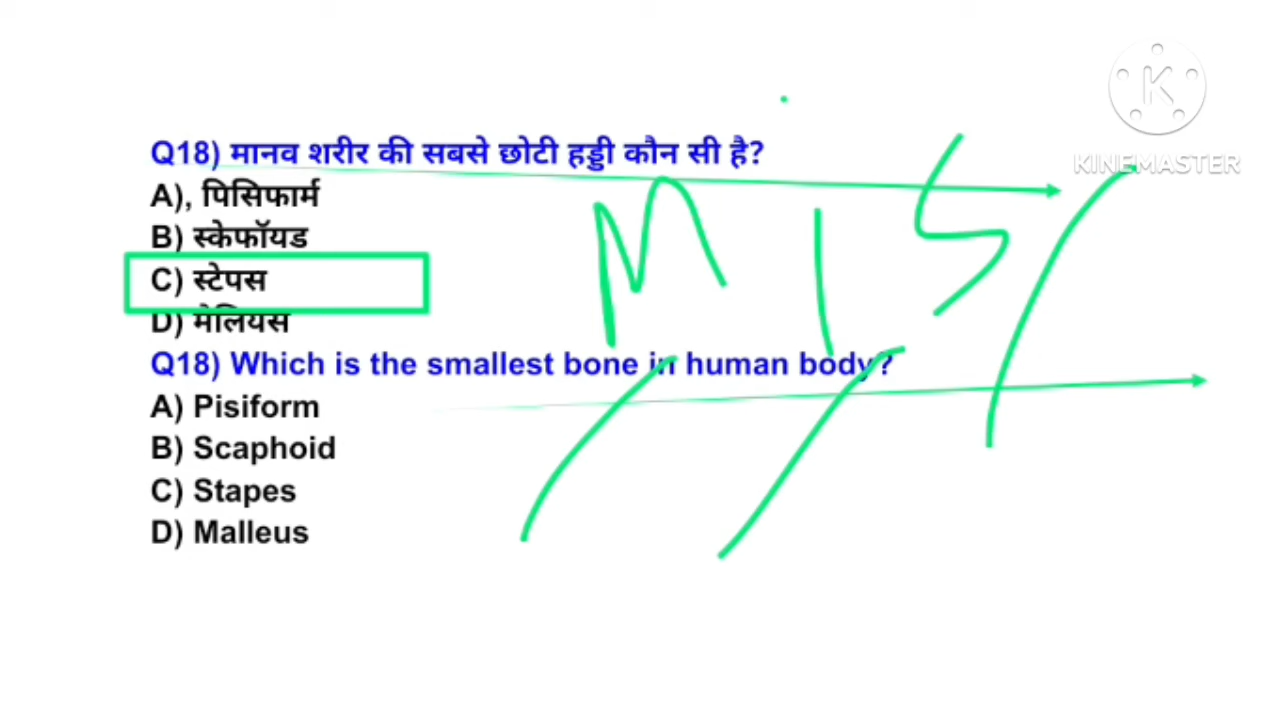 Q18) मानव शरीर की सबसे छोटी हड्डी कौन सी है?
A), पिसिफार्म
B) स्केफॉयड
C) स्टेपस
D) मेलियस
Q18) Which is the smallest bone in human body?
A) Pisiform
B) Scaphoid
C) Stapes
D) Malleus
M I S
K
KINEMASTER